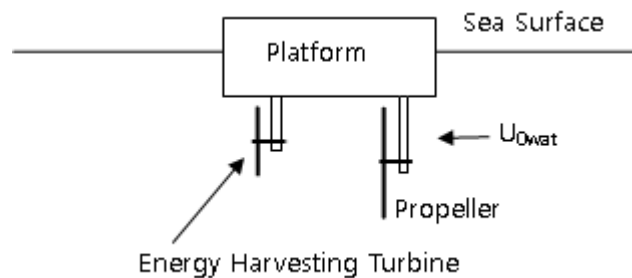 Sea Surface
Platform
U0wat
Propeller
Energy Harvesting Turbine